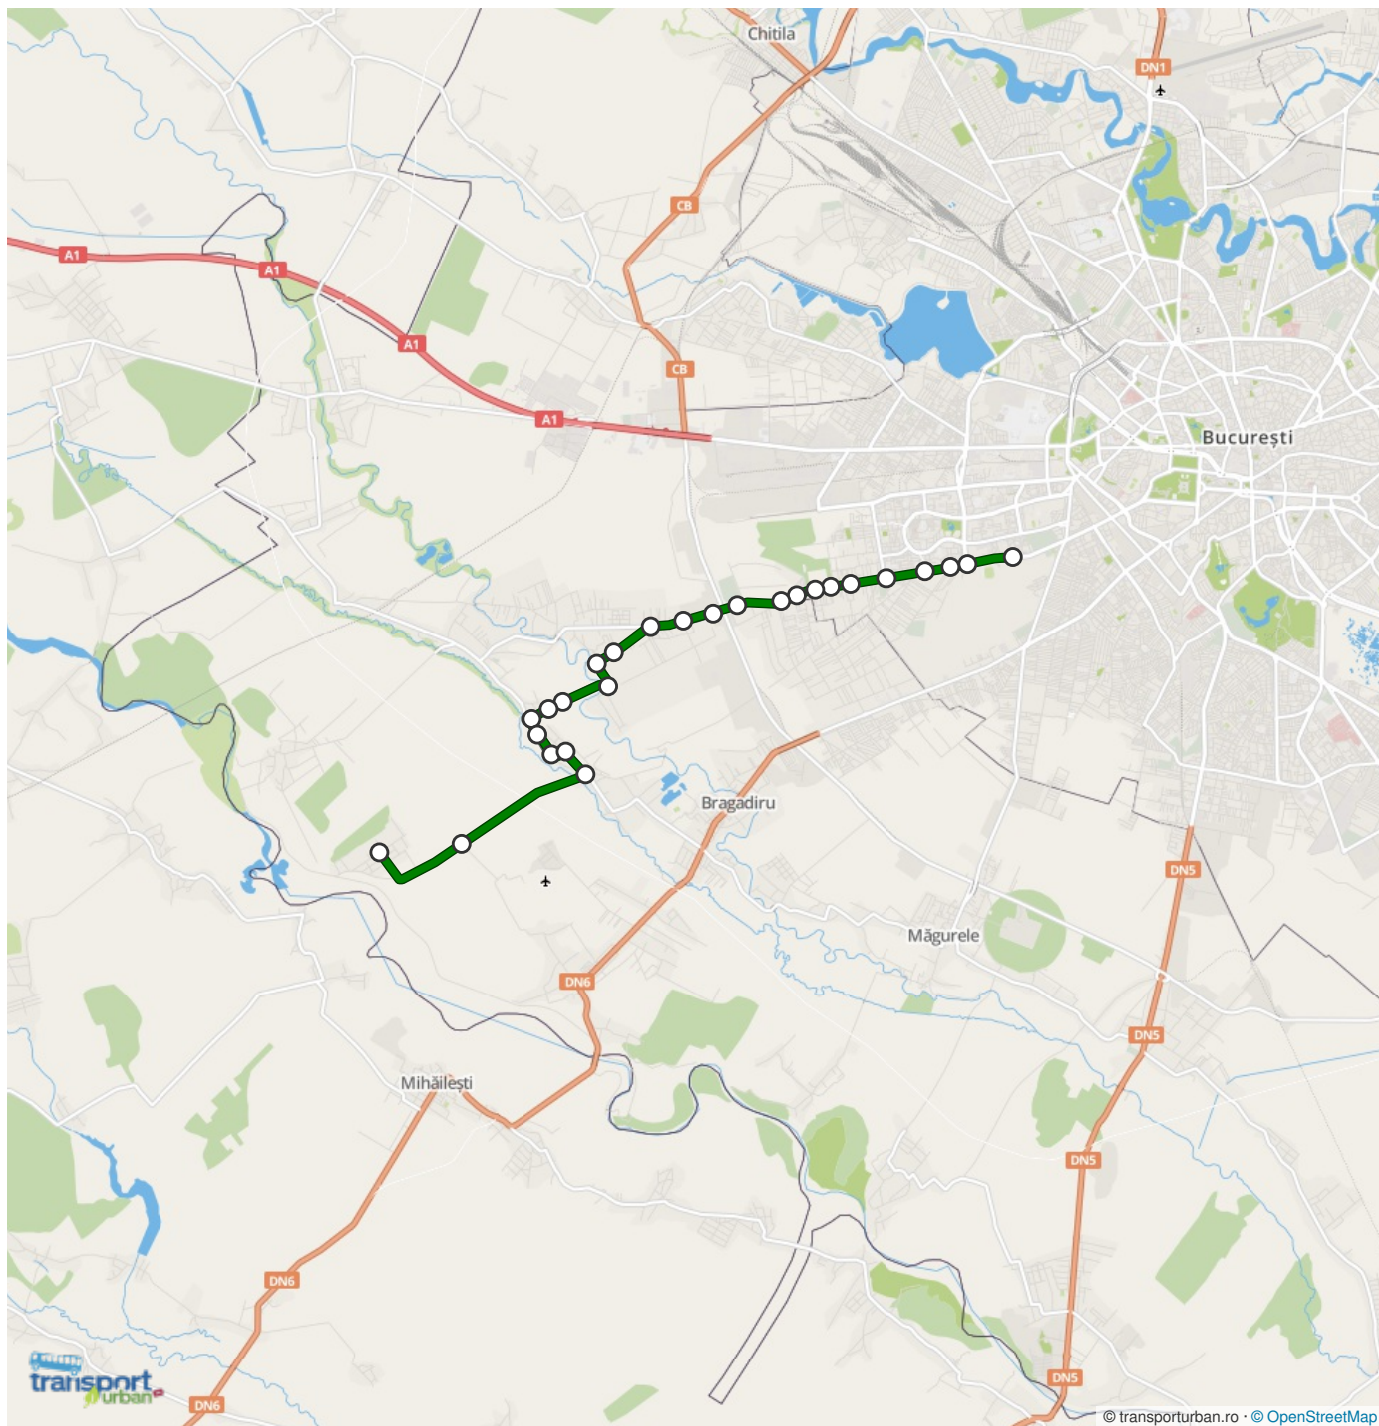 Chitila
DN1
CB
A1
A1
A1
CB
A1
București
Bragadiru
DN5
Măgurele
DN6
DN5
Mihăilești
DN5
DN6
DN5
DN6
transport
urban
© transporturban.ro · © OpenStreetMap